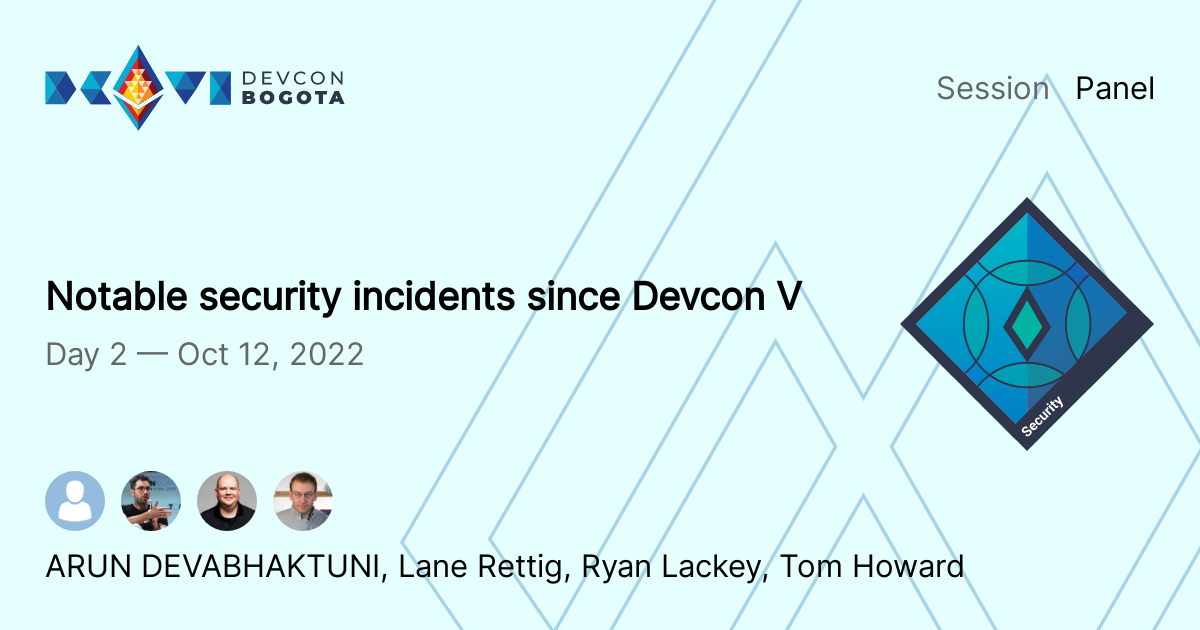 DEVCON
BOGOTA
Session Panel
Notable security incidents since Devcon V
Day 2 — Oct 12, 2022
Security
ARUN DEVABHAKTUNI, Lane Rettig, Ryan Lackey, Tom Howard